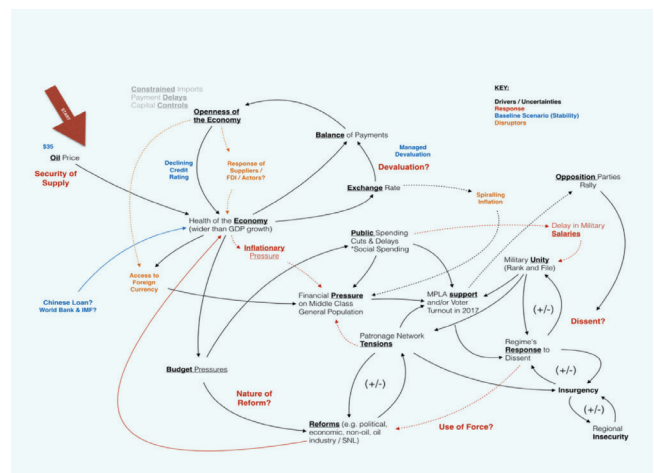 Constrained Imports
Payment Delays
Capital Controls
Openness of
the Economy
KEY:
Drivers / Uncertainties
Response
Baseline Scenario (Stability)
Disruptors
START
$35
Oil Price
Security of
Supply
Declining
Credit
Rating
Response of
Suppliers /
FDI / Actors?
Balance of Payments
Managed
Devaluation
Devaluation?
Exchange Rate
Spiralling
Inflation
Opposition Parties
Rally
Health of the Economy
(wider than GDP growth)
Inflationary
Pressure
Public Spending
Cuts & Delays
*Social Spending
Delay in Military
Salaries
Military Unity
(Rank and File)
Access to
Foreign
Currency
Chinese Loan?
World Bank & IMF?
Financial Pressure
on Middle Class
General Population
MPLA support
and/or Voter
Turnout in 2017
(+/-)
Dissent?
Patronage Network
Tensions
Regime's
Response to
Dissent
Budget Pressures
(+/-)
(+/-)
Insurgency
Nature of
Reform?
(+/-)
Reforms (e.g. political,
economic, non-oil, oil
industry / SNL)
Use of Force?
Regional
Insecurity